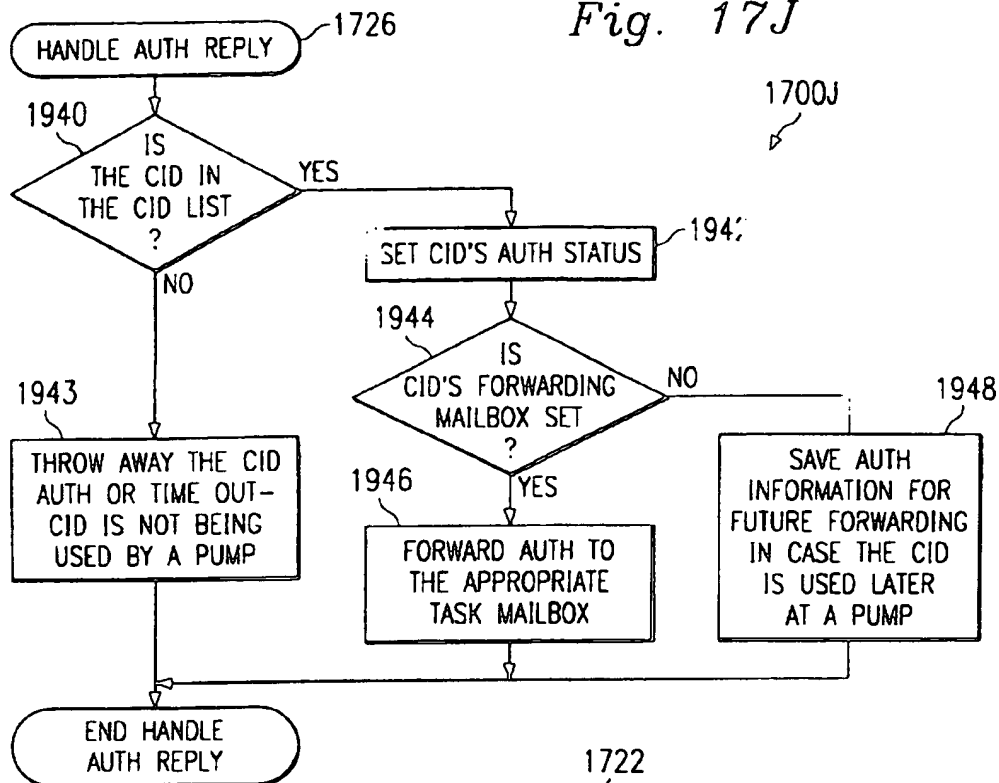 Fig. 17J
HANDLE AUTH REPLY
1726
1700J
1940
IS
THE CID IN
THE CID LIST
?
YES
NO
SET CID'S AUTH STATUS
1944
IS
CID'S FORWARDING
MAILBOX SET
?
NO
YES
1943
THROW AWAY THE CID
AUTH OR TIME OUT-
CID IS NOT BEING
USED BY A PUMP
1946
FORWARD AUTH TO
THE APPROPRIATE
TASK MAILBOX
1948
SAVE AUTH
INFORMATION FOR
FUTURE FORWARDING
IN CASE THE CID
IS USED LATER
AT A PUMP
END HANDLE
AUTH REPLY
1722